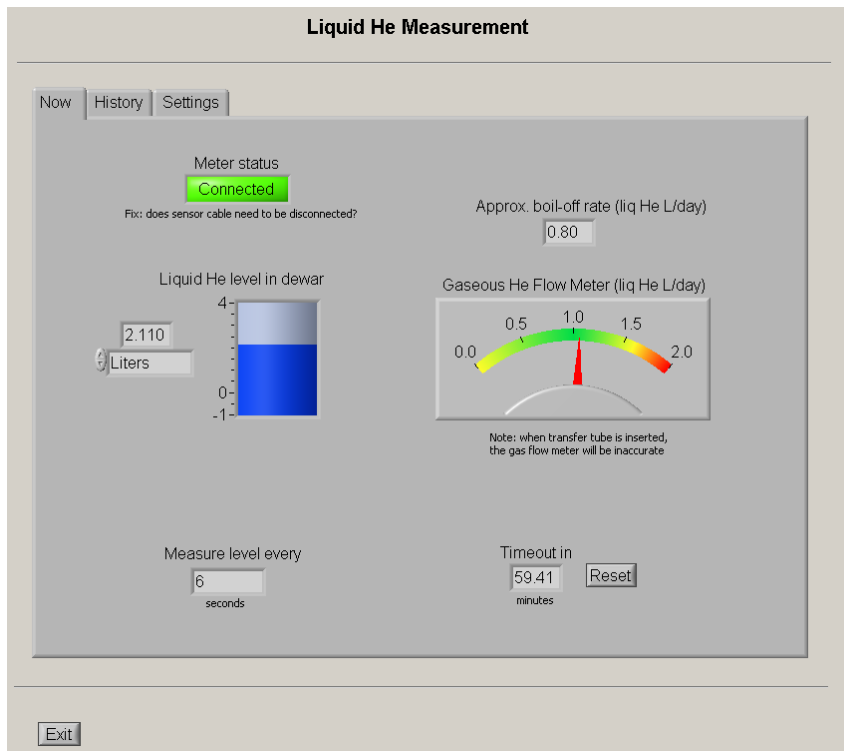 Liquid He Measurement
Now
History
Settings
Meter status
Connected
Fix: does sensor cable need to be disconnected?
Approx. boil-off rate (liq He L/day)
0.80
Liquid He level in dewar
4
0
-1
2.110
Liters
Gaseous He Flow Meter (liq He L/day)
0.0
0.5
1.0
1.5
2.0
Note: when transfer tube is inserted,
the gas flow meter will be inaccurate
Measure level every
6
seconds
Timeout in
59.41
Reset
minutes
Exit